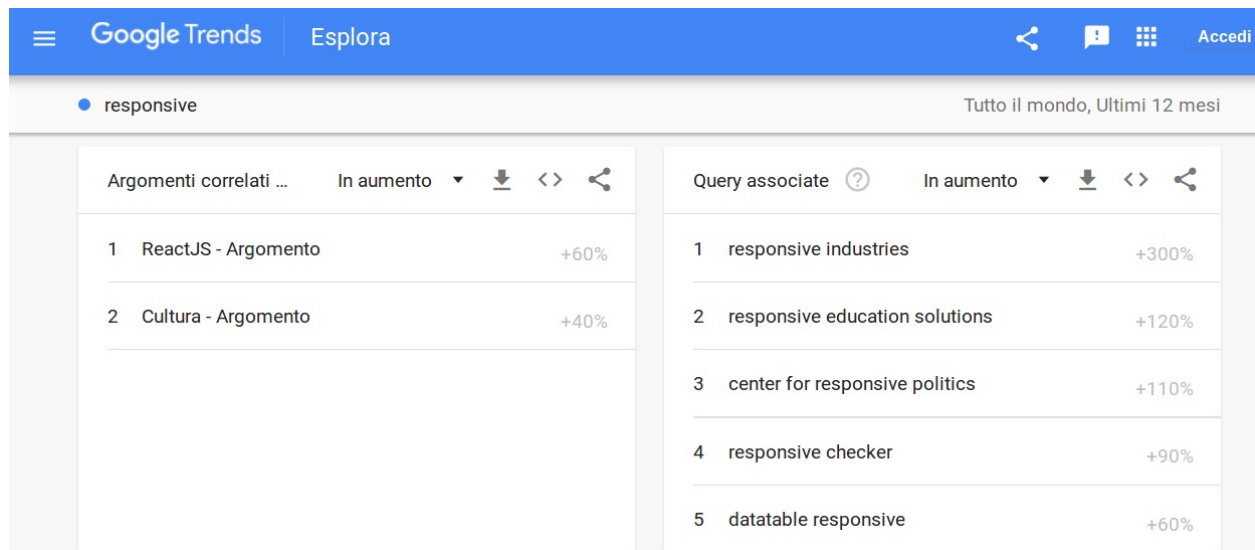 Google Trends Esplora Accedi
responsive Tutto il mondo, Ultimi 12 mesi
Argomenti correlati ... In aumento
1 ReactJS - Argomento +60%
2 Cultura - Argomento +40%
Query associate ? In aumento
1 responsive industries +300%
2 responsive education solutions +120%
3 center for responsive politics +110%
4 responsive checker +90%
5 datatable responsive +60%